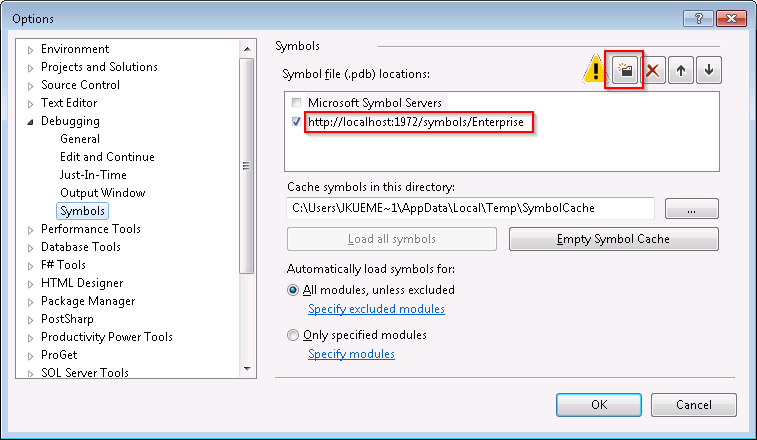 Options
Environment
Projects and Solutions
Source Control
Text Editor
Debugging
General
Edit and Continue
Just-In-Time
Output Window
Symbols
Performance Tools
Database Tools
F# Tools
HTML Designer
Package Manager
PostSharp
Productivity Power Tools
ProGet
SQL Server Tools
Symbols
Symbol file (.pdb) locations:
Microsoft Symbol Servers
http://localhost:1972/symbols/Enterprise
Cache symbols in this directory:
C:\Users\JKUEME~1\AppData\Local\Temp\SymbolCache
...
Load all symbols
Empty Symbol Cache
Automatically load symbols for:
All modules, unless excluded
Specify excluded modules
Only specified modules
Specify modules
OK
Cancel